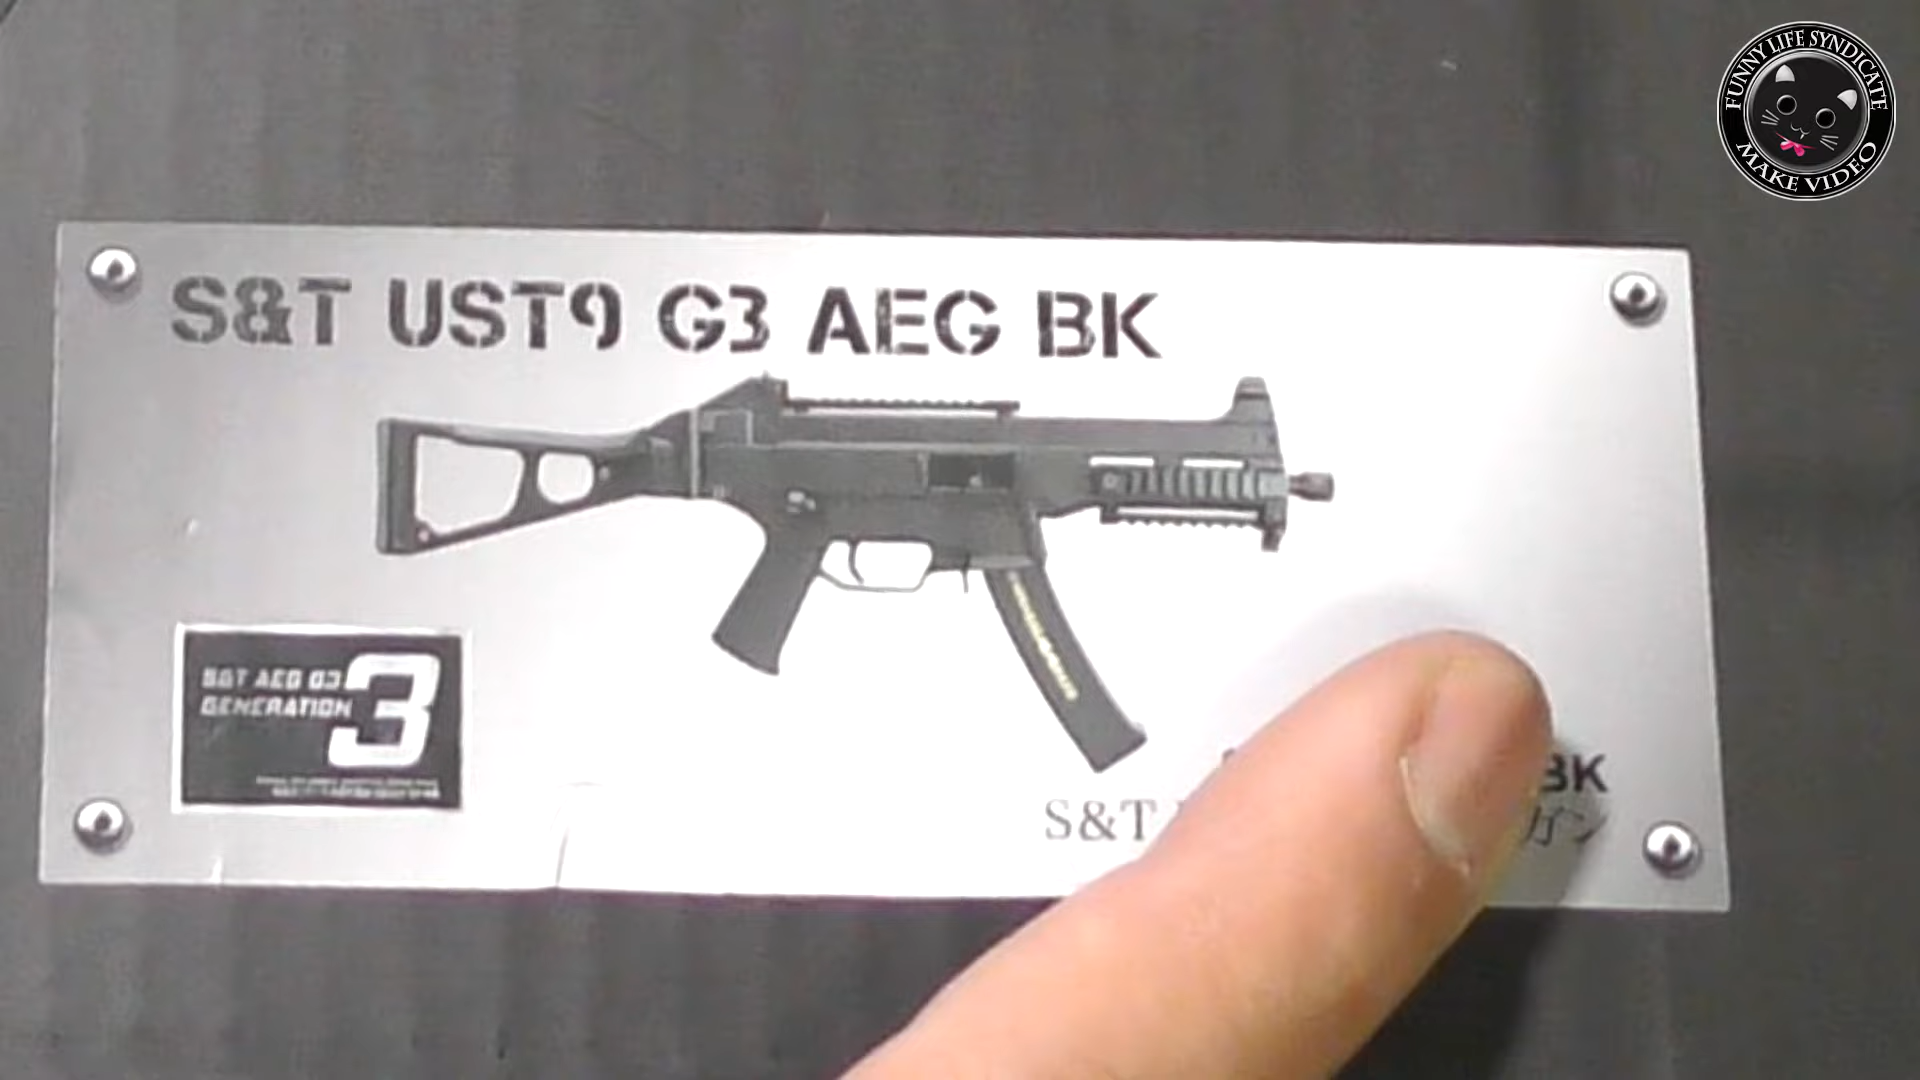 FUNNY LIFE SYNDICATE
MAKE VIDEO
S&T UST9 G3 AEG BK
S&T AEG G3
GENERATION 3
BK
S&T
ガン